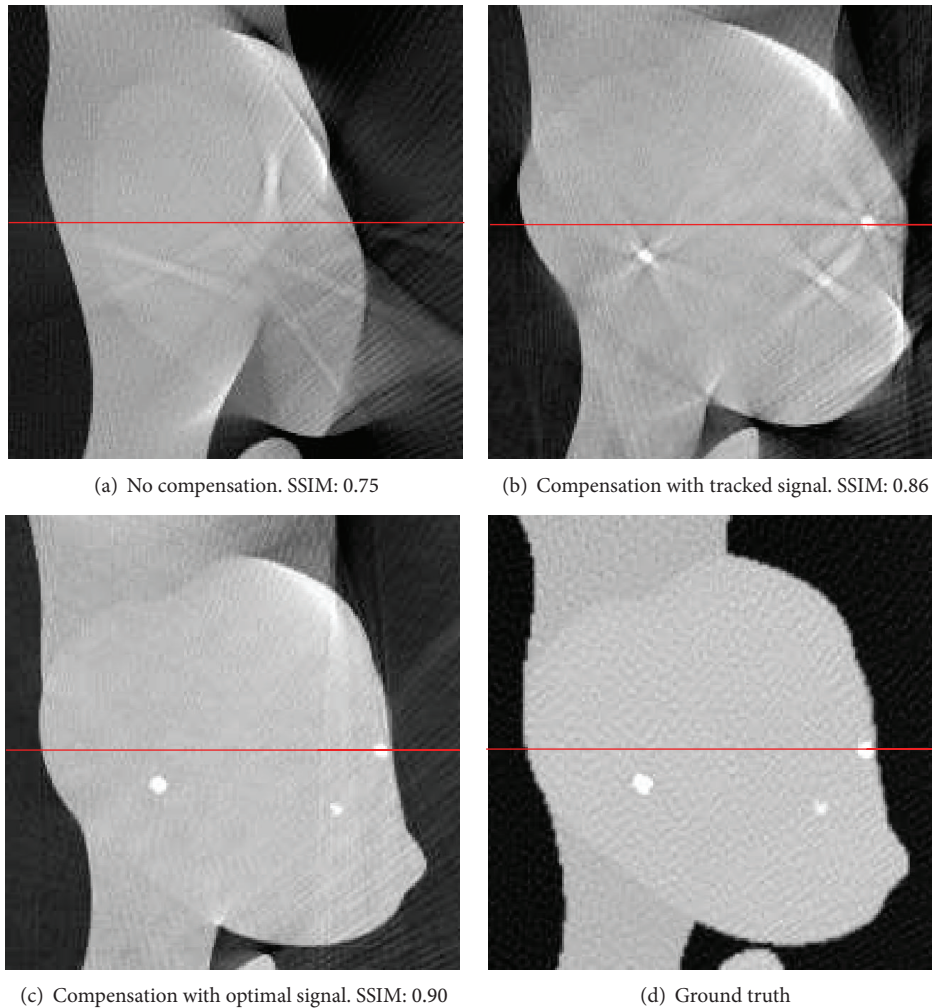 (a) No compensation. SSIM: 0.75
(b) Compensation with tracked signal. SSIM: 0.86
(c) Compensation with optimal signal. SSIM: 0.90
(d) Ground truth